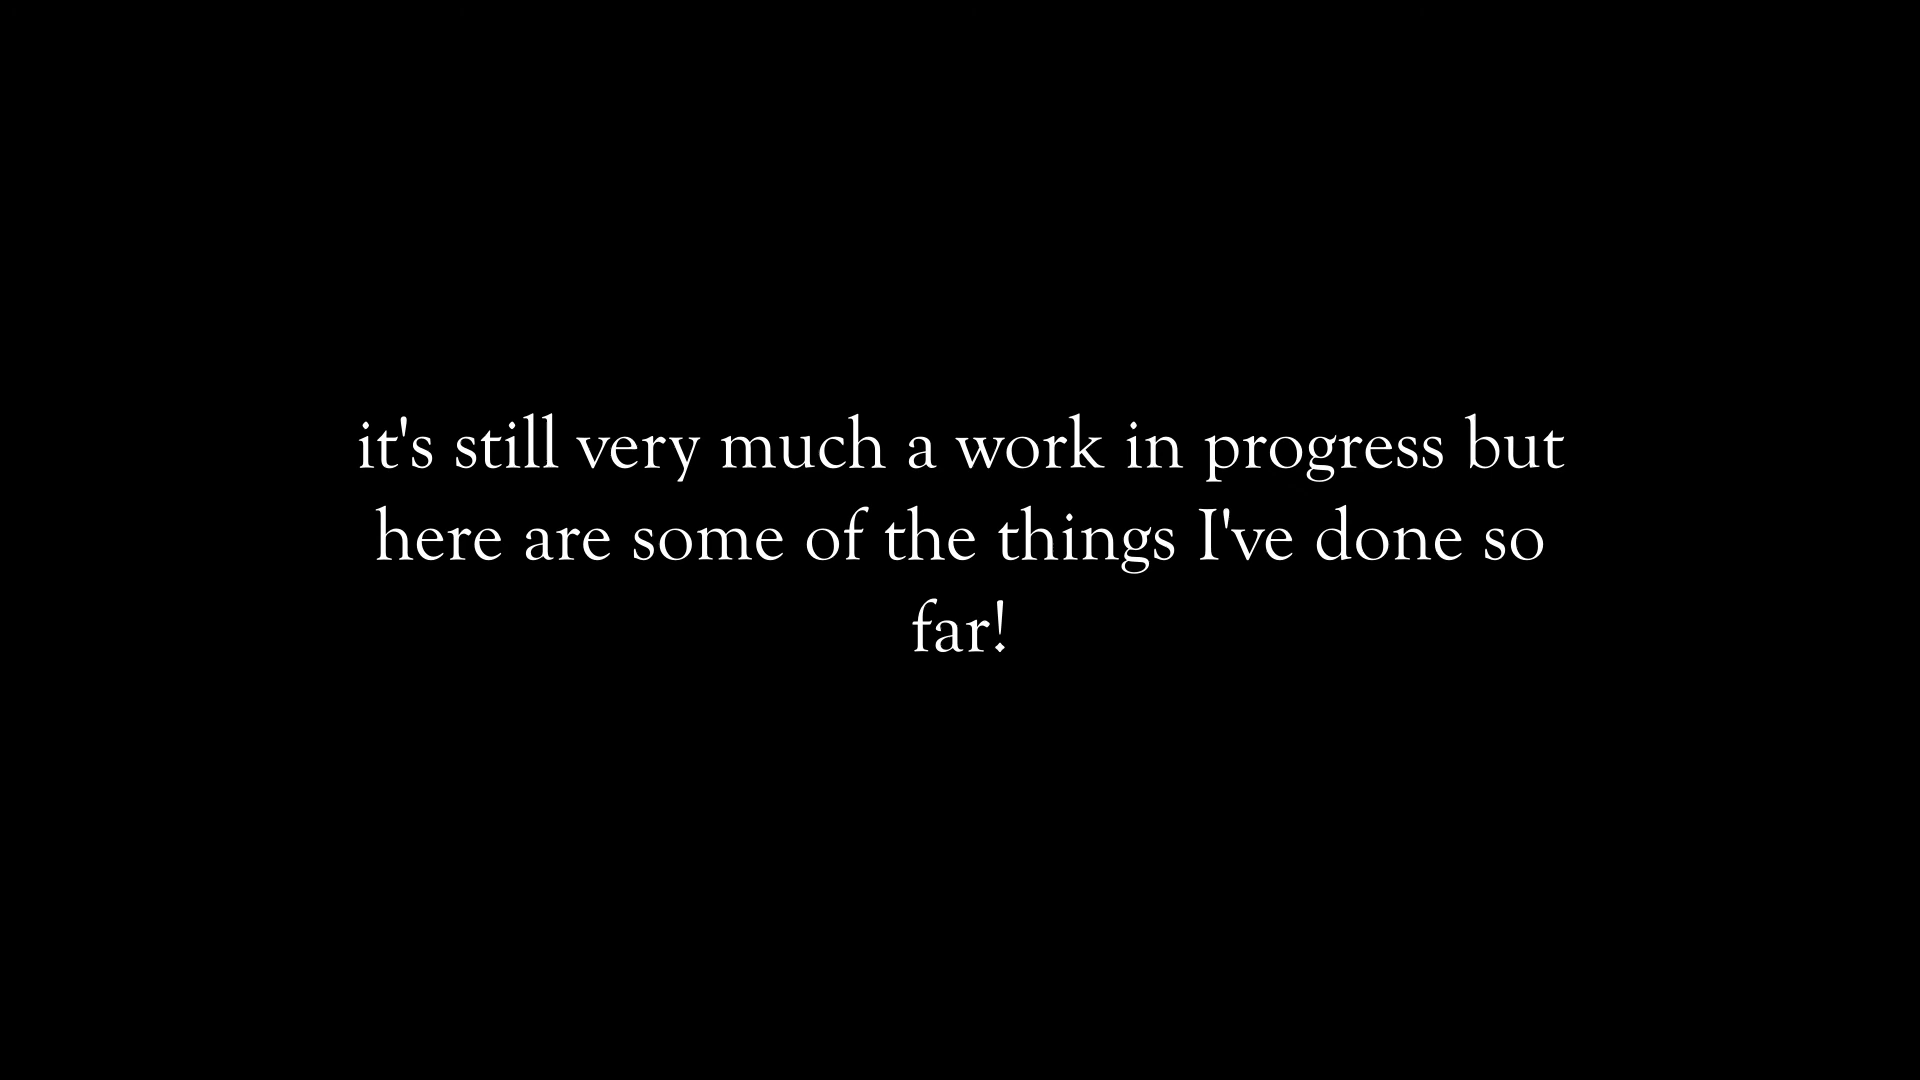 it's still very much a work in progress but
here are some of the things I've done so
far!